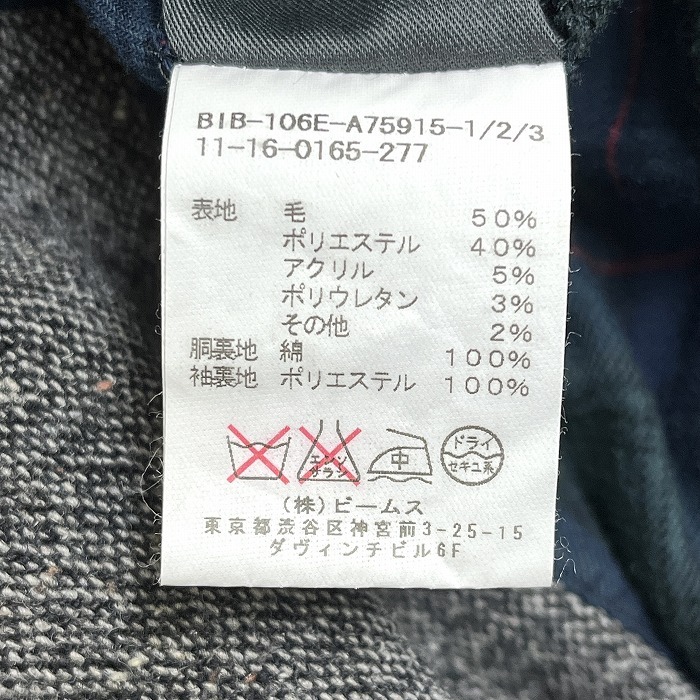 BIB-106E-A75915-1/2/3
11-16-0165-277
表地 毛 50%
ポリエステル 40%
アクリル 5%
ポリウレタン 3%
その他 2%
胴裏地 綿 100%
袖裏地 ポリエステル 100%
エンソ
サラシ
中
ドライ
セキユ系
(株)ビームス
東京都渋谷区神宮前3-25-15
ダヴィンチビル6F